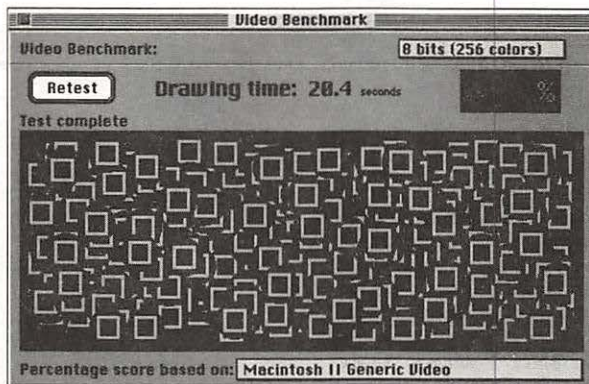 Video Benchmark
Video Benchmark: 8 bits (256 colors)
Retest Drawing time: 20.4 seconds %
Test complete
Percentage score based on: Macintosh II Generic Video